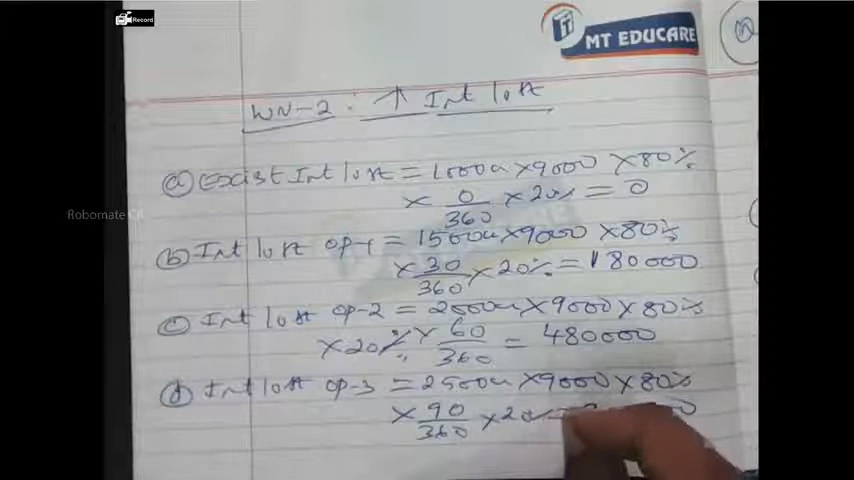 Record
MT EDUCARE
WN-2: ↑ Int lost
Robomate
(a) Exist Int lost = 1000u × 9000 × 80%
× 0/360 × 20% = 0
(b) Int lost op-1 = 1500u × 9000 × 80%
× 30/360 × 20% = 180000
(c) Int lost op-2 = 2000u × 9000 × 80%
× 20% × 60/360 = 480000
(d) Int lost op-3 = 2500u × 9000 × 80%
× 90/360 × 20%